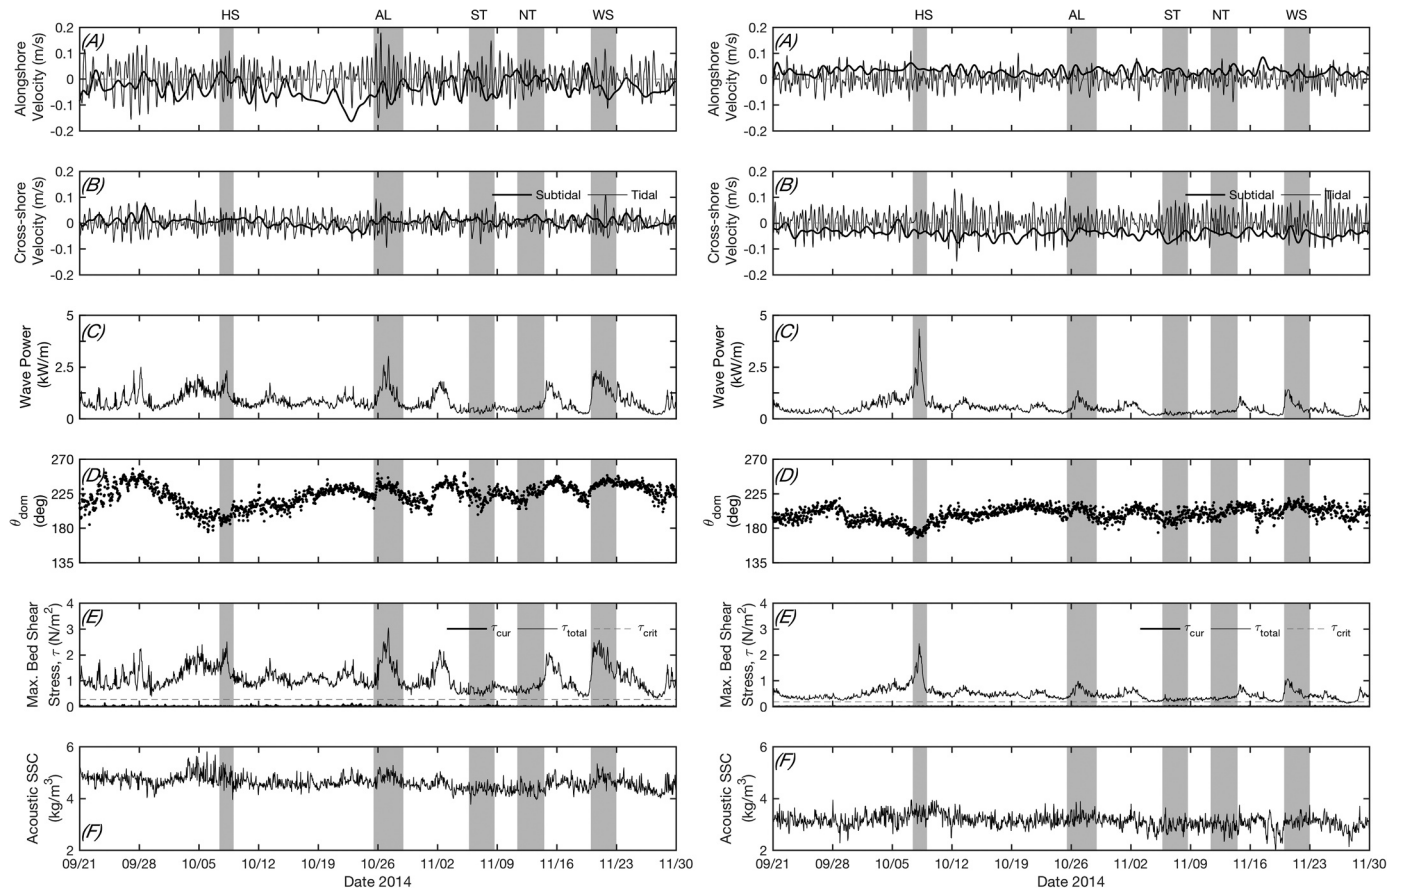 HS AL ST NT WS
(A)
Alongshore
Velocity (m/s)
0.2
0.1
0
-0.1
-0.2
(B)
Cross-shore
Velocity (m/s)
0.2
0.1
0
-0.1
-0.2
Subtidal Tidal
(C)
Wave Power
(kW/m)
5
2.5
0
(D)
θdom
(deg)
270
225
180
135
(E)
Max. Bed Shear
Stress, τ (N/m²)
4
3
2
1
0
τcur τtotal τcrit
(F)
Acoustic SSC
(kg/m³)
6
4
2
09/21 09/28 10/05 10/12 10/19 10/26 11/02 11/09 11/16 11/23 11/30
Date 2014
HS AL ST NT WS
(A)
Alongshore
Velocity (m/s)
0.2
0.1
0
-0.1
-0.2
(B)
Cross-shore
Velocity (m/s)
0.2
0.1
0
-0.1
-0.2
Subtidal Tidal
(C)
Wave Power
(kW/m)
5
2.5
0
(D)
θdom
(deg)
270
225
180
135
(E)
Max. Bed Shear
Stress, τ (N/m²)
4
3
2
1
0
τcur τtotal τcrit
(F)
Acoustic SSC
(kg/m³)
6
4
2
09/21 09/28 10/05 10/12 10/19 10/26 11/02 11/09 11/16 11/23 11/30
Date 2014